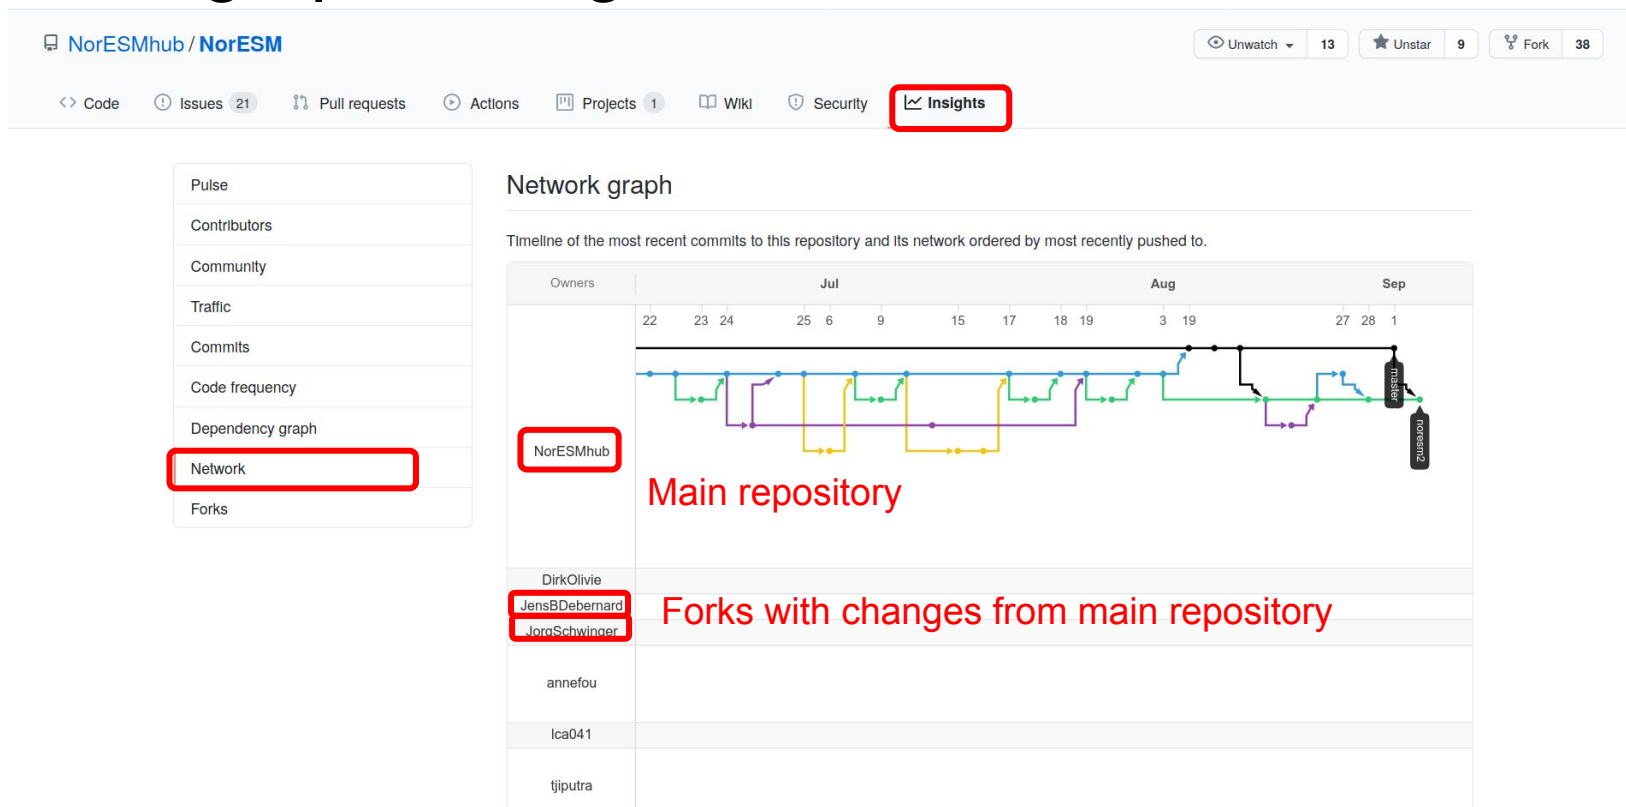 NorESMhub / NorESM
Unwatch 13 Unstar 9 Fork 38
Code Issues 21 Pull requests Actions Projects 1 Wiki Security Insights
Pulse
Contributors
Community
Traffic
Commits
Code frequency
Dependency graph
Network
Forks
Network graph
Timeline of the most recent commits to this repository and its network ordered by most recently pushed to.
Owners Jul Aug Sep
22 23 24 25 6 9 15 17 18 19 3 19 27 28 1
master
noresm2
NorESMhub
Main repository
DirkOlivie
JensBDebernard
Forks with changes from main repository
JorgSchwinger
annefou
lca041
tjiputra